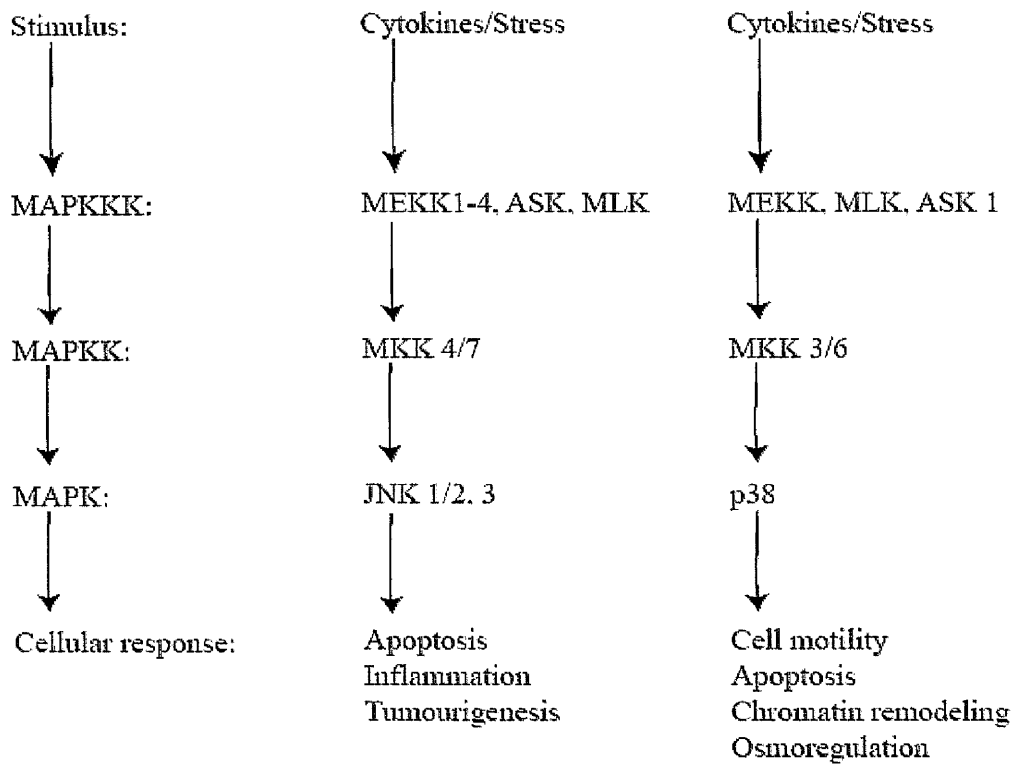 Stimulus: Cytokines/Stress Cytokines/Stress
MAPKKK: MEKK1-4, ASK, MLK MEKK, MLK, ASK 1
MAPKK: MKK 4/7 MKK 3/6
MAPK: JNK 1/2, 3 p38
Cellular response: Apoptosis Cell motility
Inflammation Apoptosis
Tumourigenesis Chromatin remodeling
Osmoregulation